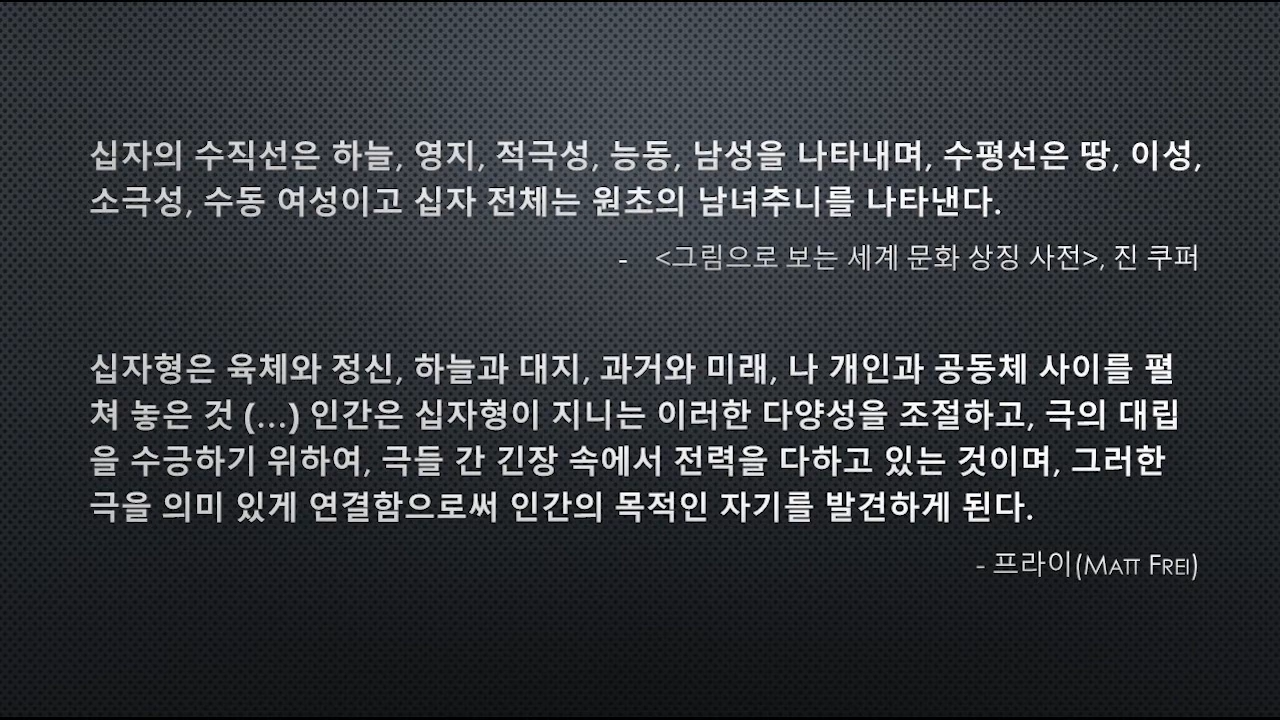 십자의 수직선은 하늘, 영지, 적극성, 능동, 남성을 나타내며, 수평선은 땅, 이성,
소극성, 수동 여성이고 십자 전체는 원초의 남녀추니를 나타낸다.
- <그림으로 보는 세계 문화 상징 사전>, 진 쿠퍼
십자형은 육체와 정신, 하늘과 대지, 과거와 미래, 나 개인과 공동체 사이를 펼
쳐 놓은 것 (...) 인간은 십자형이 지니는 이러한 다양성을 조절하고, 극의 대립
을 수긍하기 위하여, 극들 간 긴장 속에서 전력을 다하고 있는 것이며, 그러한
극을 의미 있게 연결함으로써 인간의 목적인 자기를 발견하게 된다.
- 프라이(Matt Frei)